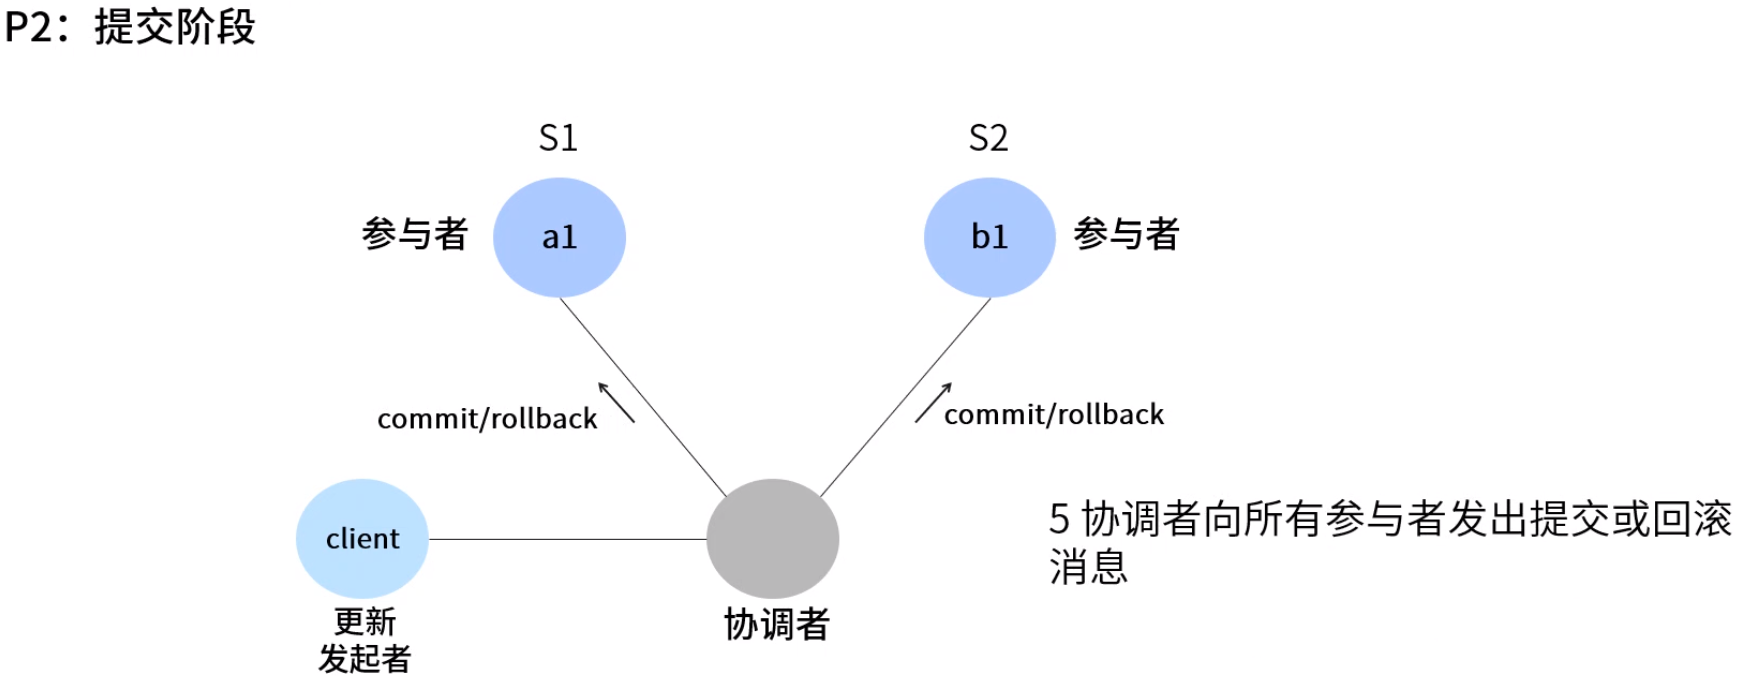 P2：提交阶段
S1
S2
参与者
a1
b1
参与者
commit/rollback
commit/rollback
client
5 协调者向所有参与者发出提交或回滚
消息
更新
发起者
协调者